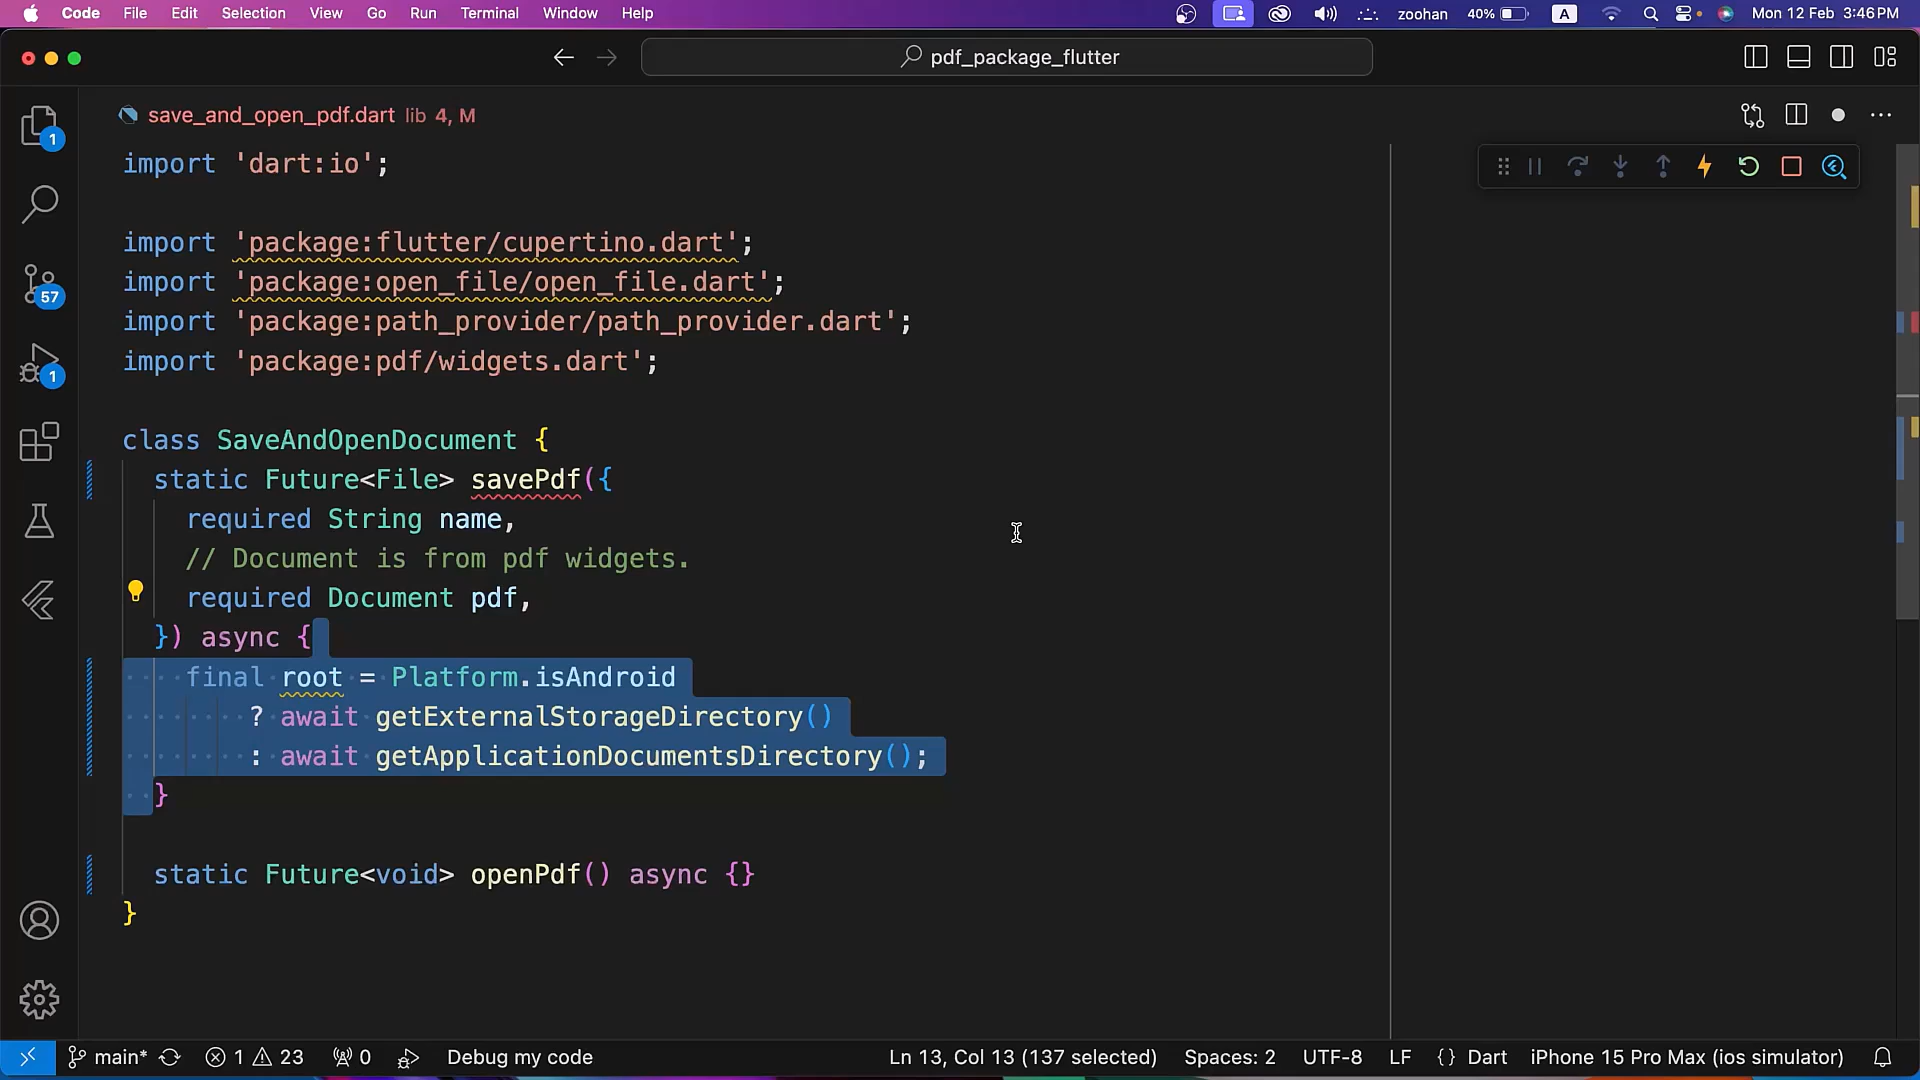 Code File Edit Selection View Go Run Terminal Window Help zoohan 40% A Mon 12 Feb 3:46 PM
pdf_package_flutter
save_and_open_pdf.dart lib 4, M
import 'dart:io';
import 'package:flutter/cupertino.dart';
import 'package:open_file/open_file.dart';
import 'package:path_provider/path_provider.dart';
import 'package:pdf/widgets.dart';
class SaveAndOpenDocument {
static Future<File> savePdf({
required String name,
// Document is from pdf widgets.
required Document pdf,
}) async {
final root = Platform.isAndroid
? await getExternalStorageDirectory()
: await getApplicationDocumentsDirectory();
}
static Future<void> openPdf() async {}
}
1
57
1
main* 1 23 0 Debug my code Ln 13, Col 13 (137 selected) Spaces: 2 UTF-8 LF {} Dart iPhone 15 Pro Max (ios simulator)